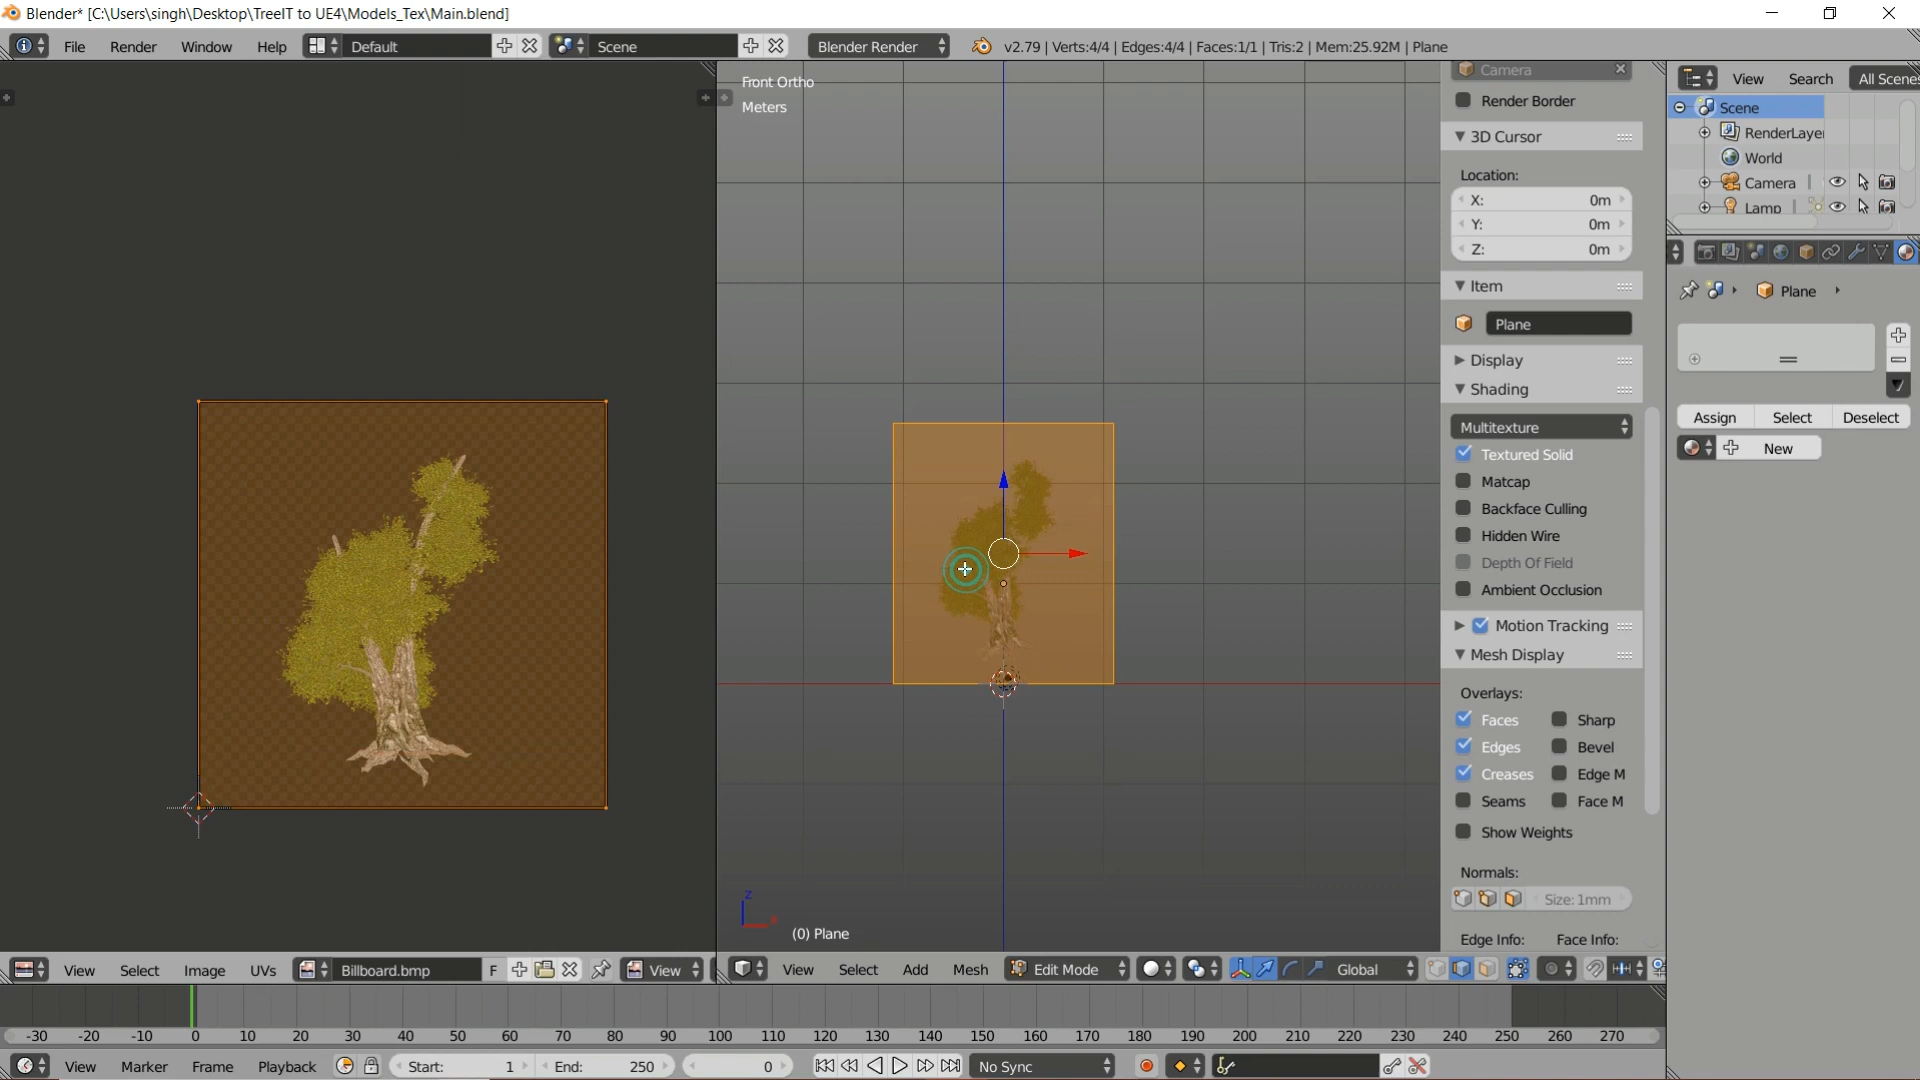 Blender* [C:\Users\singh\Desktop\TreeIT to UE4\Models_Tex\Main.blend]
File Render Window Help Default Scene Blender Render v2.79 | Verts:4/4 | Edges:4/4 | Faces:1/1 | Tris:2 | Mem:25.92M | Plane
Front Ortho
Meters
Camera
Render Border
3D Cursor
Location:
X: 0m
Y: 0m
Z: 0m
Item
Plane
Display
Shading
Multitexture
Textured Solid
Matcap
Backface Culling
Hidden Wire
Depth Of Field
Ambient Occlusion
Motion Tracking
Mesh Display
Overlays:
Faces Sharp
Edges Bevel
Creases Edge M
Seams Face M
Show Weights
Normals:
Size: 1mm
Edge Info: Face Info:
View Search All Scenes
Scene
RenderLayer
World
Camera
Lamp
Plane
Assign Select Deselect
New
z
x
(0) Plane
View Select Image UVs Billboard.bmp F View
View Select Add Mesh Edit Mode Global
-30 -20 -10 0 10 20 30 40 50 60 70 80 90 100 110 120 130 140 150 160 170 180 190 200 210 220 230 240 250 260 270
View Marker Frame Playback Start: 1 End: 250 0 No Sync